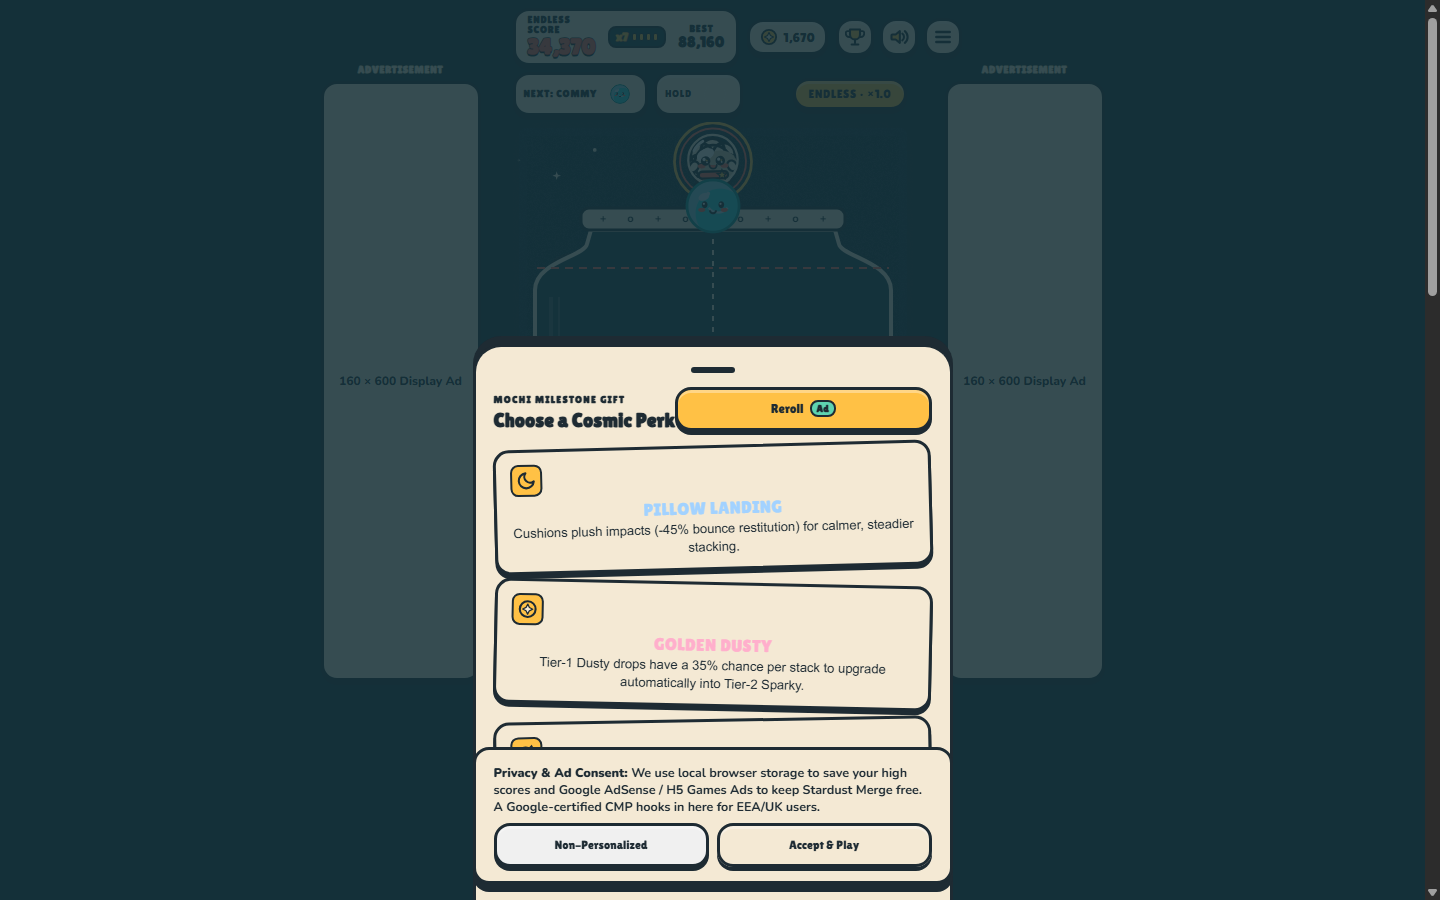 ENDLESS
SCORE
34,370
x7
BEST
88,160
1,670
ADVERTISEMENT
ADVERTISEMENT
NEXT: COMMY
HOLD
ENDLESS · ×1.0
160 × 600 Display Ad
160 × 600 Display Ad
MOCHI MILESTONE GIFT
Choose a Cosmic Perk
Reroll Ad
PILLOW LANDING
Cushions plush impacts (-45% bounce restitution) for calmer, steadier
stacking.
GOLDEN DUSTY
Tier-1 Dusty drops have a 35% chance per stack to upgrade
automatically into Tier-2 Sparky.
Privacy & Ad Consent: We use local browser storage to save your high
scores and Google AdSense / H5 Games Ads to keep Stardust Merge free.
A Google-certified CMP hooks in here for EEA/UK users.
Non-Personalized
Accept & Play